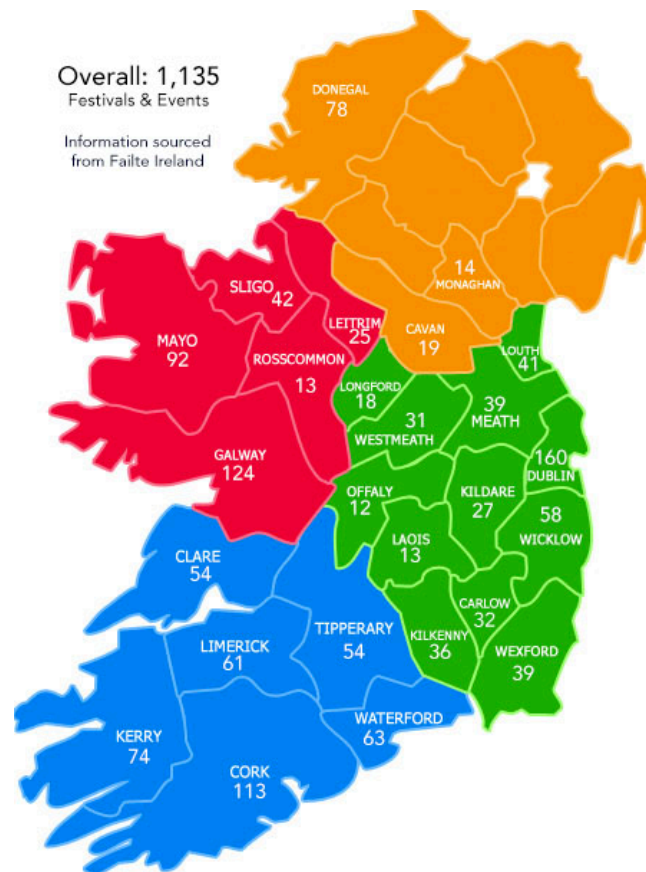 Overall: 1,135
Festivals & Events
Information sourced
from Failte Ireland
DONEGAL
78
14
MONAGHAN
CAVAN
19
SLIGO
42
LEITRIM
25
MAYO
92
ROSSCOMMON
13
GALWAY
124
LOUTH
41
LONGFORD
18
39
MEATH
31
WESTMEATH
160
DUBLIN
OFFALY
12
KILDARE
27
58
WICKLOW
LAOIS
13
CARLOW
32
KILKENNY
36
WEXFORD
39
CLARE
54
TIPPERARY
54
LIMERICK
61
WATERFORD
63
KERRY
74
CORK
113